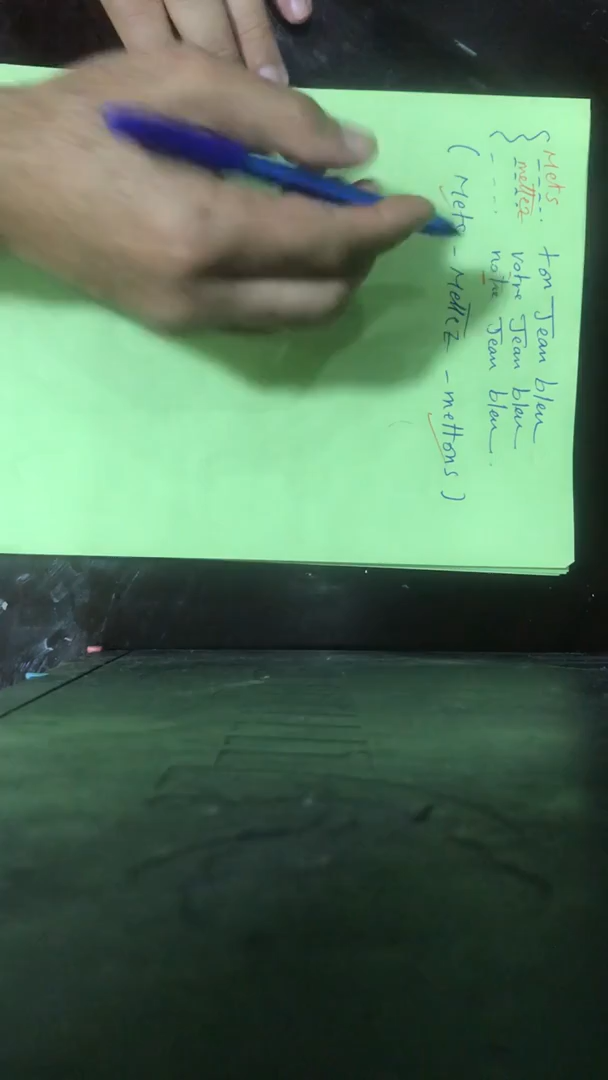 { Mets ton Jean bleu
{ mettez votre Jean bleu
notre Jean bleu.
( Mets - Mettez - mettons )